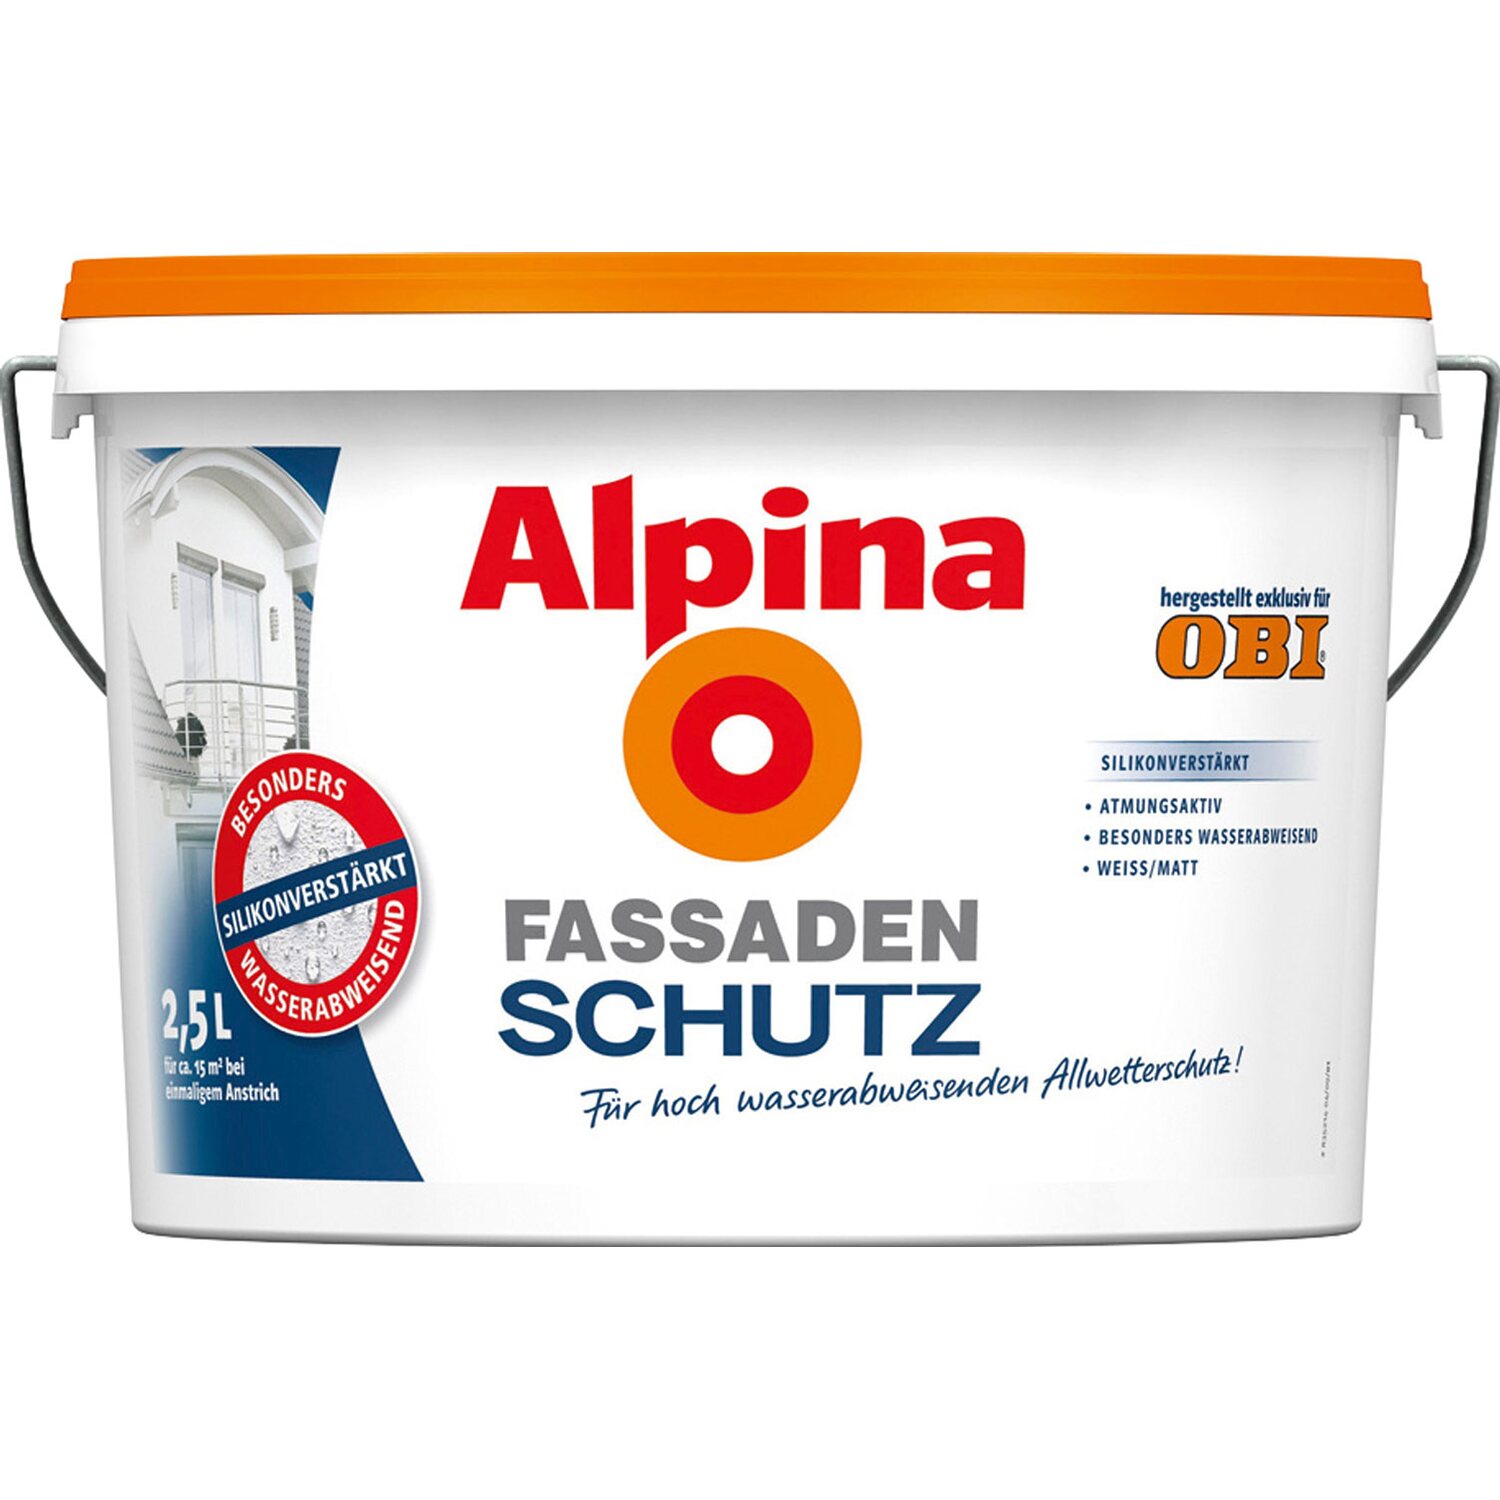 Alpina
hergestellt exklusiv für
OBI®
SILIKONVERSTÄRKT
• ATMUNGSAKTIV
• BESONDERS WASSERABWEISEND
• WEISS/MATT
BESONDERS
SILIKONVERSTÄRKT
WASSERABWEISEND
FASSADEN
SCHUTZ
Für hoch wasserabweisenden Allwetterschutz!
2,5 L
für ca. 15 m² bei
einmaligem Anstrich